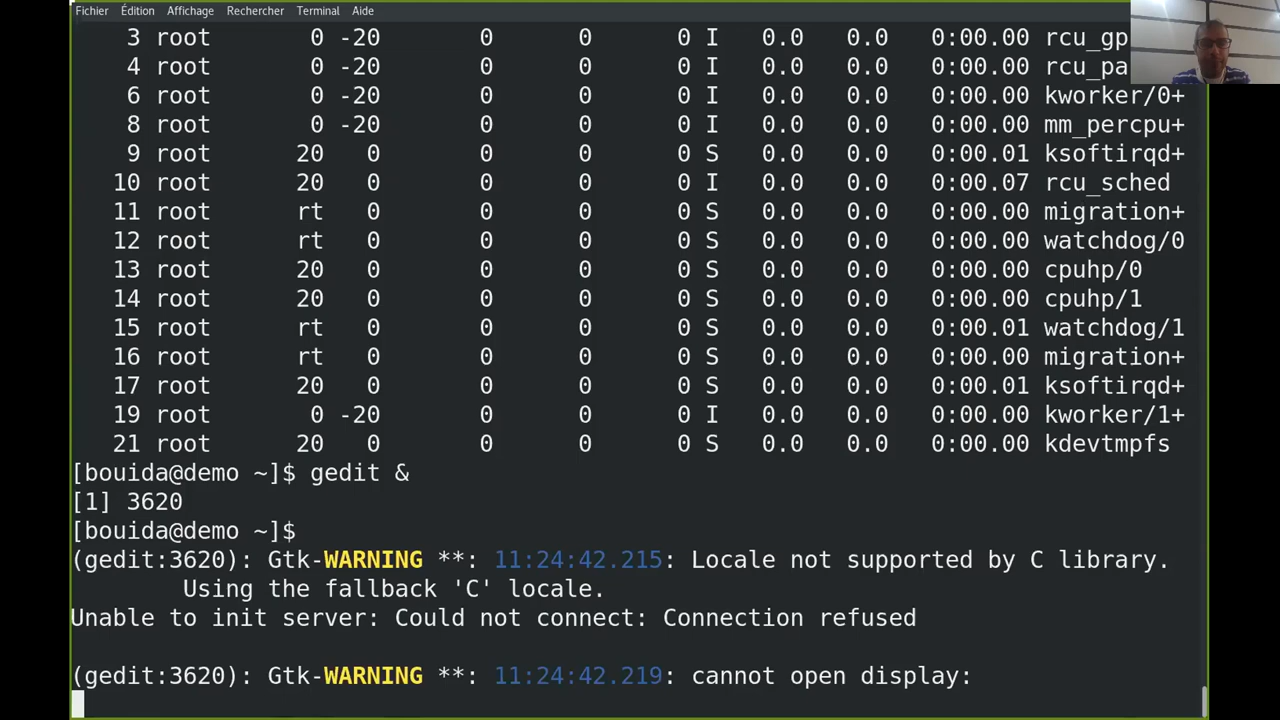 Fichier Édition Affichage Rechercher Terminal Aide
3 root 0 -20 0 0 0 I 0.0 0.0 0:00.00 rcu_gp
4 root 0 -20 0 0 0 I 0.0 0.0 0:00.00 rcu_pa
6 root 0 -20 0 0 0 I 0.0 0.0 0:00.00 kworker/0+
8 root 0 -20 0 0 0 I 0.0 0.0 0:00.00 mm_percpu+
9 root 20 0 0 0 0 S 0.0 0.0 0:00.01 ksoftirqd+
10 root 20 0 0 0 0 I 0.0 0.0 0:00.07 rcu_sched
11 root rt 0 0 0 0 S 0.0 0.0 0:00.00 migration+
12 root rt 0 0 0 0 S 0.0 0.0 0:00.00 watchdog/0
13 root 20 0 0 0 0 S 0.0 0.0 0:00.00 cpuhp/0
14 root 20 0 0 0 0 S 0.0 0.0 0:00.00 cpuhp/1
15 root rt 0 0 0 0 S 0.0 0.0 0:00.01 watchdog/1
16 root rt 0 0 0 0 S 0.0 0.0 0:00.00 migration+
17 root 20 0 0 0 0 S 0.0 0.0 0:00.01 ksoftirqd+
19 root 0 -20 0 0 0 I 0.0 0.0 0:00.00 kworker/1+
21 root 20 0 0 0 0 S 0.0 0.0 0:00.00 kdevtmpfs
[bouida@demo ~]$ gedit &
[1] 3620
[bouida@demo ~]$
(gedit:3620): Gtk-WARNING **: 11:24:42.215: Locale not supported by C library.
Using the fallback 'C' locale.
Unable to init server: Could not connect: Connection refused
(gedit:3620): Gtk-WARNING **: 11:24:42.219: cannot open display: